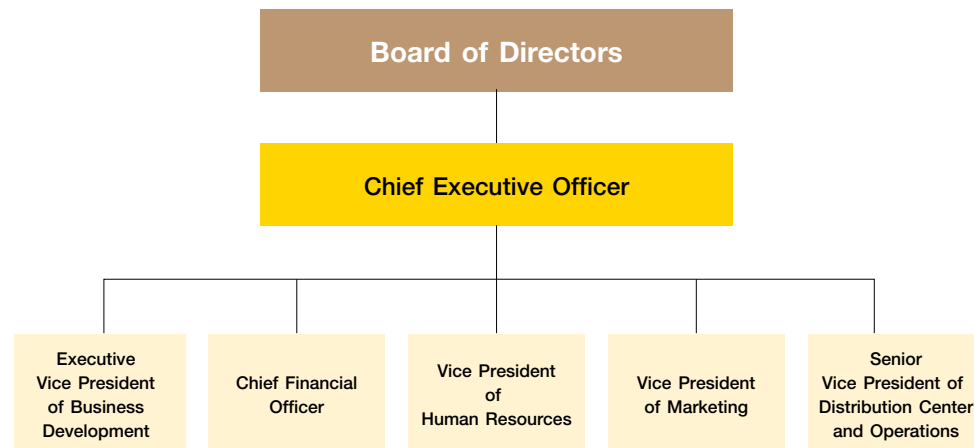 Board of Directors
Chief Executive Officer
Executive
Vice President
of Business
Development
Chief Financial
Officer
Vice President
of
Human Resources
Vice President
of Marketing
Senior
Vice President of
Distribution Center
and Operations